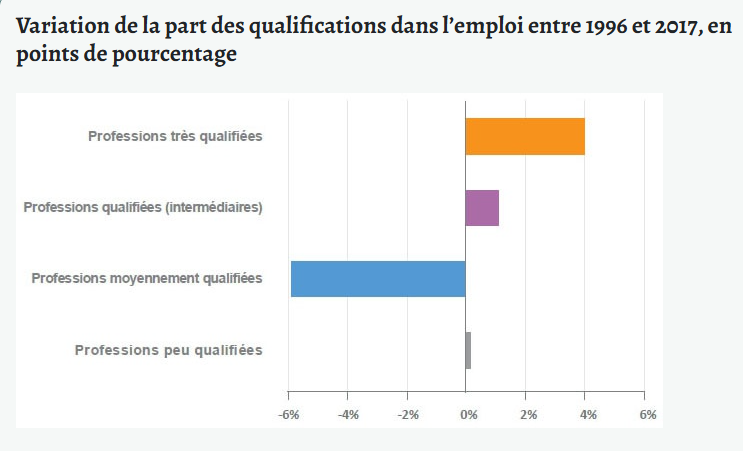 Variation de la part des qualifications dans l’emploi entre 1996 et 2017, en
points de pourcentage
Professions très qualifiées
Professions qualifiées (intermédiaires)
Professions moyennement qualifiées
Professions peu qualifiées
-6% -4% -2% 0% 2% 4% 6%